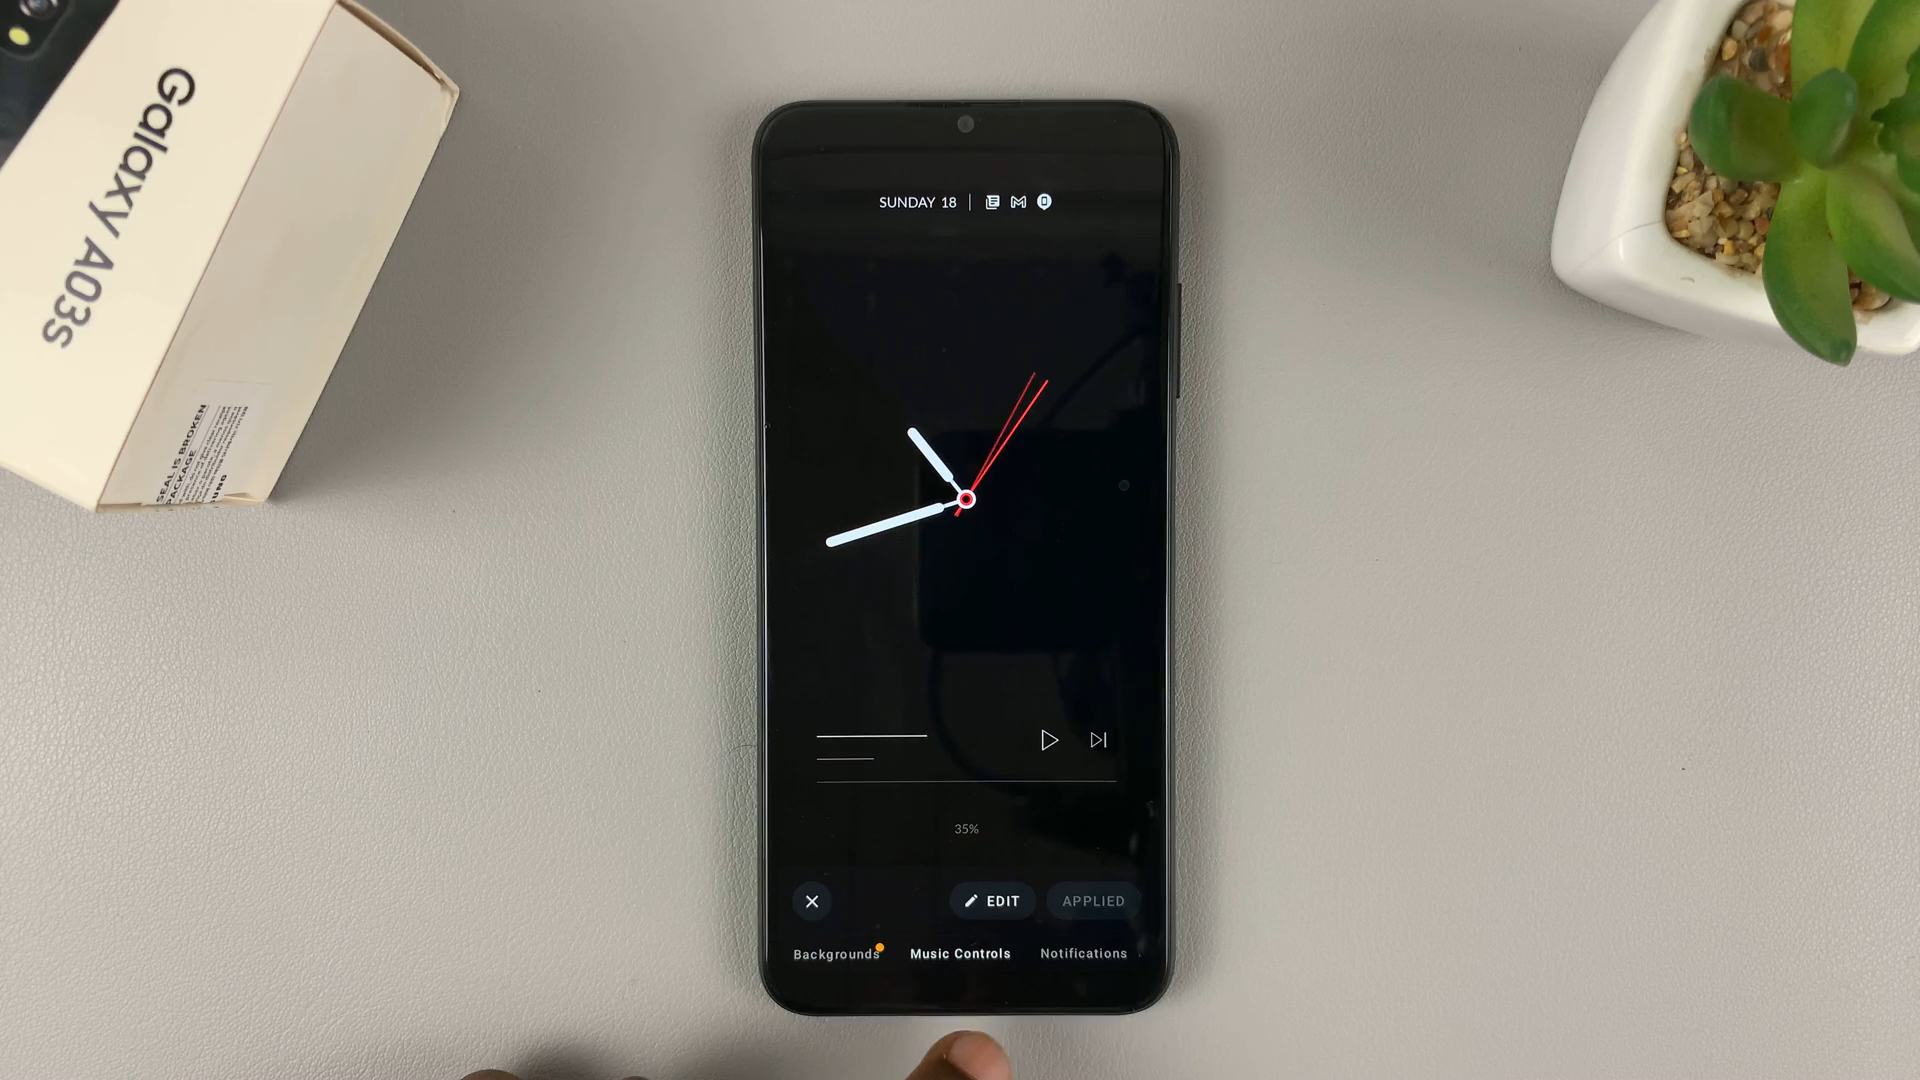 Galaxy A03s
SEAL IS BROKEN
PACKAGE
SUNDAY 18
35%
EDIT
APPLIED
Backgrounds
Music Controls
Notifications